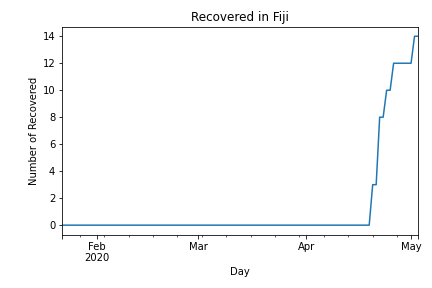 Recovered in Fiji
Number of Recovered
14
12
10
8
6
4
2
0
Feb
2020
Mar
Apr
May
Day